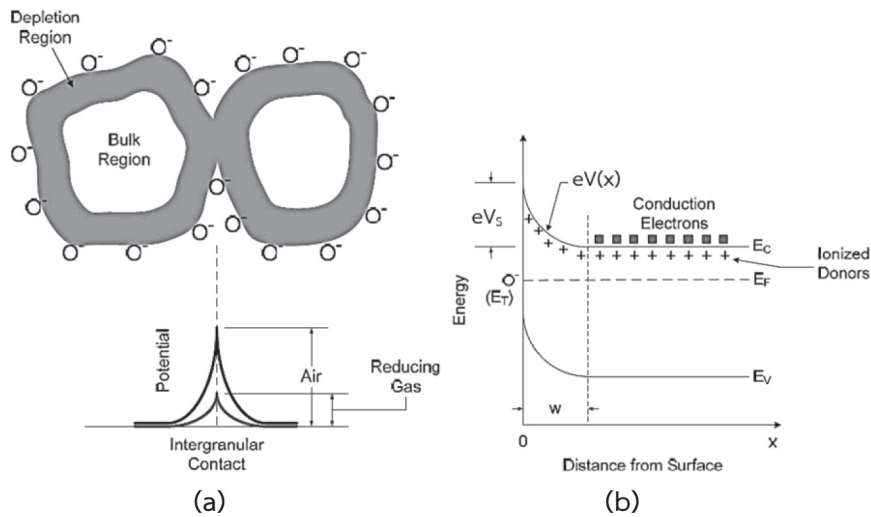 Depletion
Region
O⁻ O⁻ O⁻ O⁻ O⁻ O⁻
O⁻ O⁻ O⁻
Bulk
Region
O⁻ O⁻ O⁻
O⁻ O⁻
O⁻ O⁻ O⁻ O⁻
Potential
Air
Reducing
Gas
Intergranular
Contact
(a)
Energy
eVS
eV(x)
Conduction
Electrons
EC
+ + + + + + + + + + + +
Ionized
Donors
O⁻
(ET)
EF
EV
w
0
x
Distance from Surface
(b)